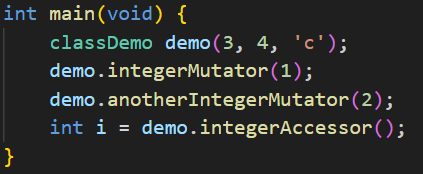 int main(void) {
    classDemo demo(3, 4, 'c');
    demo.integerMutator(1);
    demo.anotherIntegerMutator(2);
    int i = demo.integerAccessor();
}